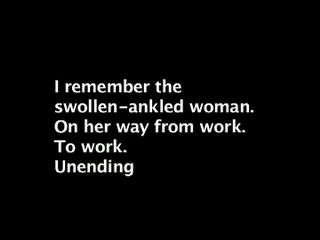 I remember the
swollen-ankled woman.
On her way from work.
To work.
Unending